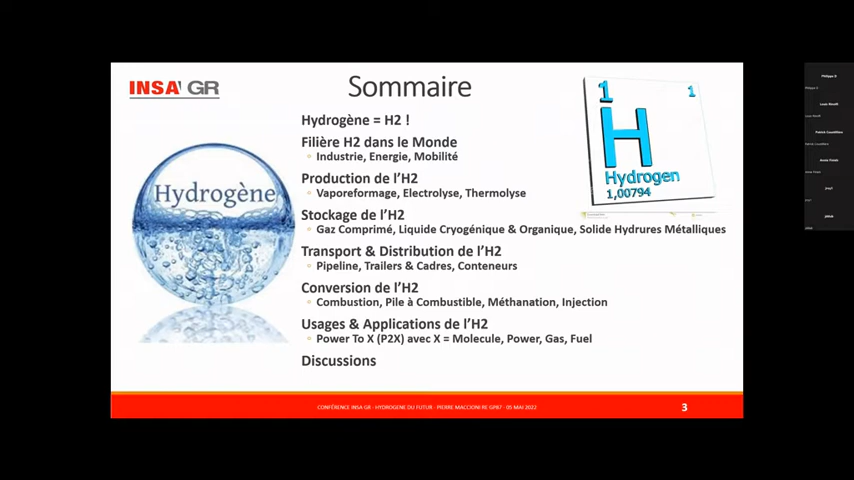 INSA GR
Sommaire
Hydrogène = H2 !
Filière H2 dans le Monde
Industrie, Energie, Mobilité
Production de l'H2
Vaporeformage, Electrolyse, Thermolyse
Stockage de l'H2
Gaz Comprimé, Liquide Cryogénique & Organique, Solide Hydrures Métalliques
Transport & Distribution de l'H2
Pipeline, Trailers & Cadres, Conteneurs
Conversion de l'H2
Combustion, Pile à Combustible, Méthanation, Injection
Usages & Applications de l'H2
Power To X (P2X) avec X = Molecule, Power, Gas, Fuel
Discussions
Hydrogène
1
1
H
Hydrogen
1,00794
CONFÉRENCE INSA GR - HYDROGENE DU FUTUR - PIERRE MACCIONI RE GP87 - 05 MAI 2022
3